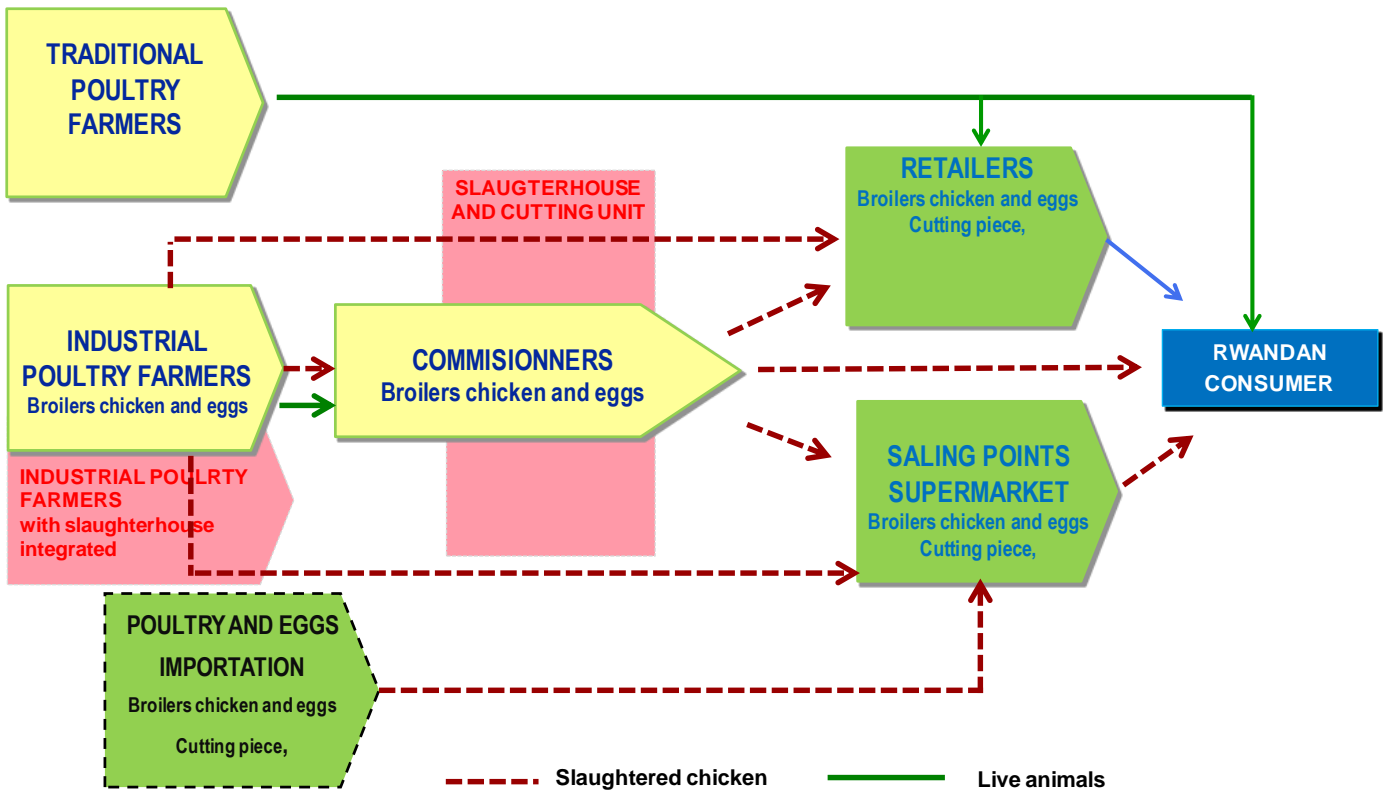 TRADITIONAL
POULTRY
FARMERS
RETAILERS
Broilers chicken and eggs
Cutting piece,
SLAUGTERHOUSE
AND CUTTING UNIT
INDUSTRIAL
POULTRY FARMERS
Broilers chicken and eggs
COMMISIONNERS
Broilers chicken and eggs
RWANDAN
CONSUMER
INDUSTRIAL POULRTY
FARMERS
with slaughterhouse
integrated
SALING POINTS
SUPERMARKET
Broilers chicken and eggs
Cutting piece,
POULTRY AND EGGS
IMPORTATION
Broilers chicken and eggs
Cutting piece,
Slaughtered chicken
Live animals